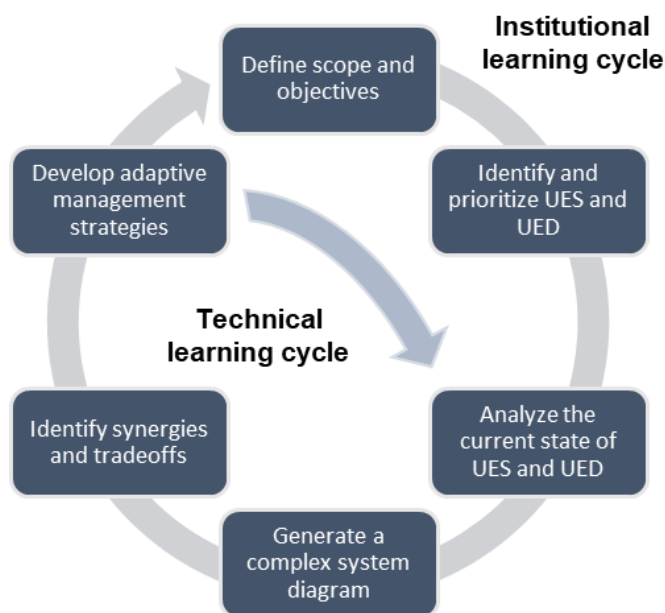 Institutional
learning cycle
Define scope and
objectives
Identify and
prioritize UES and
UED
Analyze the
current state of
UES and UED
Generate a
complex system
diagram
Identify synergies
and tradeoffs
Develop adaptive
management
strategies
Technical
learning cycle